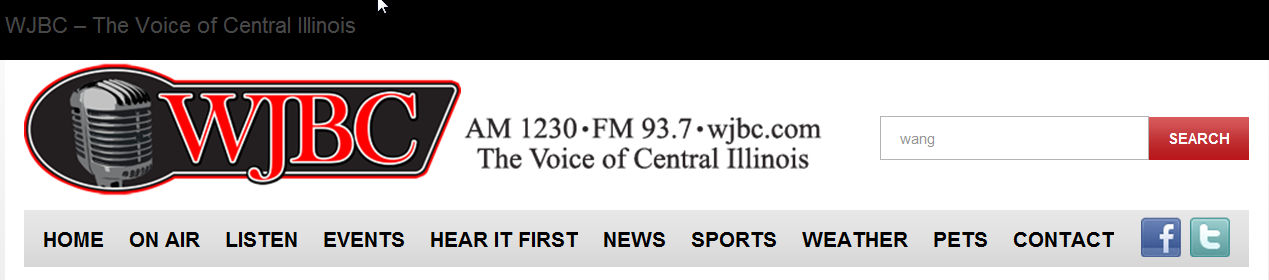 WJBC – The Voice of Central Illinois
WJBC
AM 1230•FM 93.7•wjbc.com
The Voice of Central Illinois
wang
SEARCH
HOME ON AIR LISTEN EVENTS HEAR IT FIRST NEWS SPORTS WEATHER PETS CONTACT f t